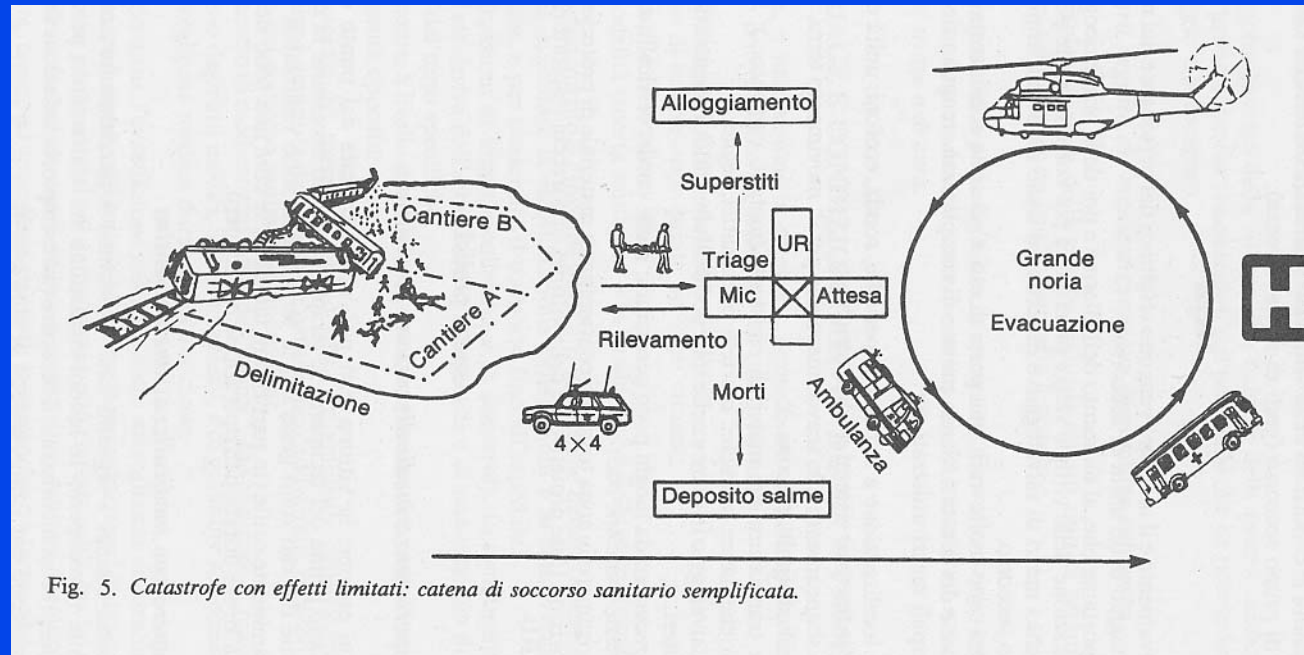 Alloggiamento
Superstiti
Cantiere B
Cantiere A
Delimitazione
Triage
UR
Mic
Attesa
Rilevamento
4×4
Morti
Deposito salme
Ambulanza
Grande
noria
Evacuazione
H
Fig. 5. Catastrofe con effetti limitati: catena di soccorso sanitario semplificata.